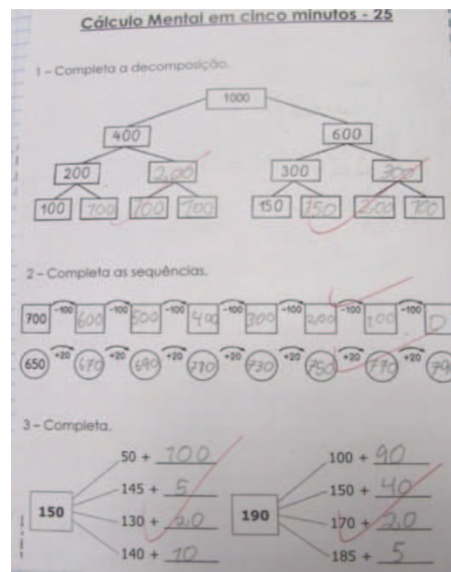 Cálculo Mental em cinco minutos - 25
1 – Completa a decomposição.
1000
400 600
200 200 300 300
100 100 100 100 150 150 200 100
2 – Completa as sequências.
-100 -100 -100 -100 -100 -100 -100
700 600 500 400 300 200 100 0
+20 +20 +20 +20 +20 +20 +20
650 670 690 710 730 750 770 79
3 – Completa.
150
50 + 100
145 + 5
130 + 20
140 + 10
190
100 + 90
150 + 40
170 + 20
185 + 5